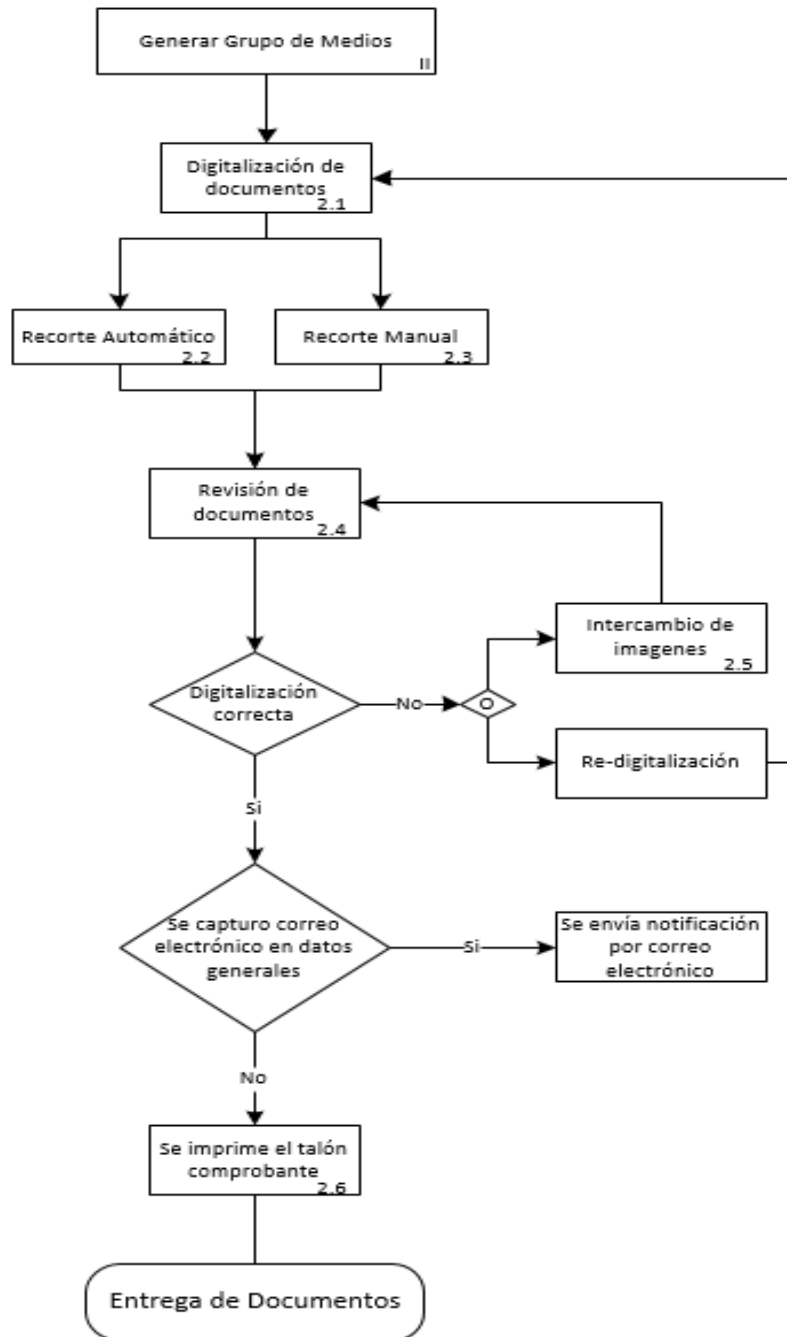 Generar Grupo de Medios
II
Digitalización de
documentos
2.1
Recorte Automático
2.2
Recorte Manual
2.3
Revisión de
documentos
2.4
Intercambio de
imagenes
2.5
Digitalización
correcta
No
O
Re-digitalización
Si
Se capturo correo
electrónico en datos
generales
Si
Se envía notificación
por correo
electrónico
No
Se imprime el talón
comprobante
2.6
Entrega de Documentos